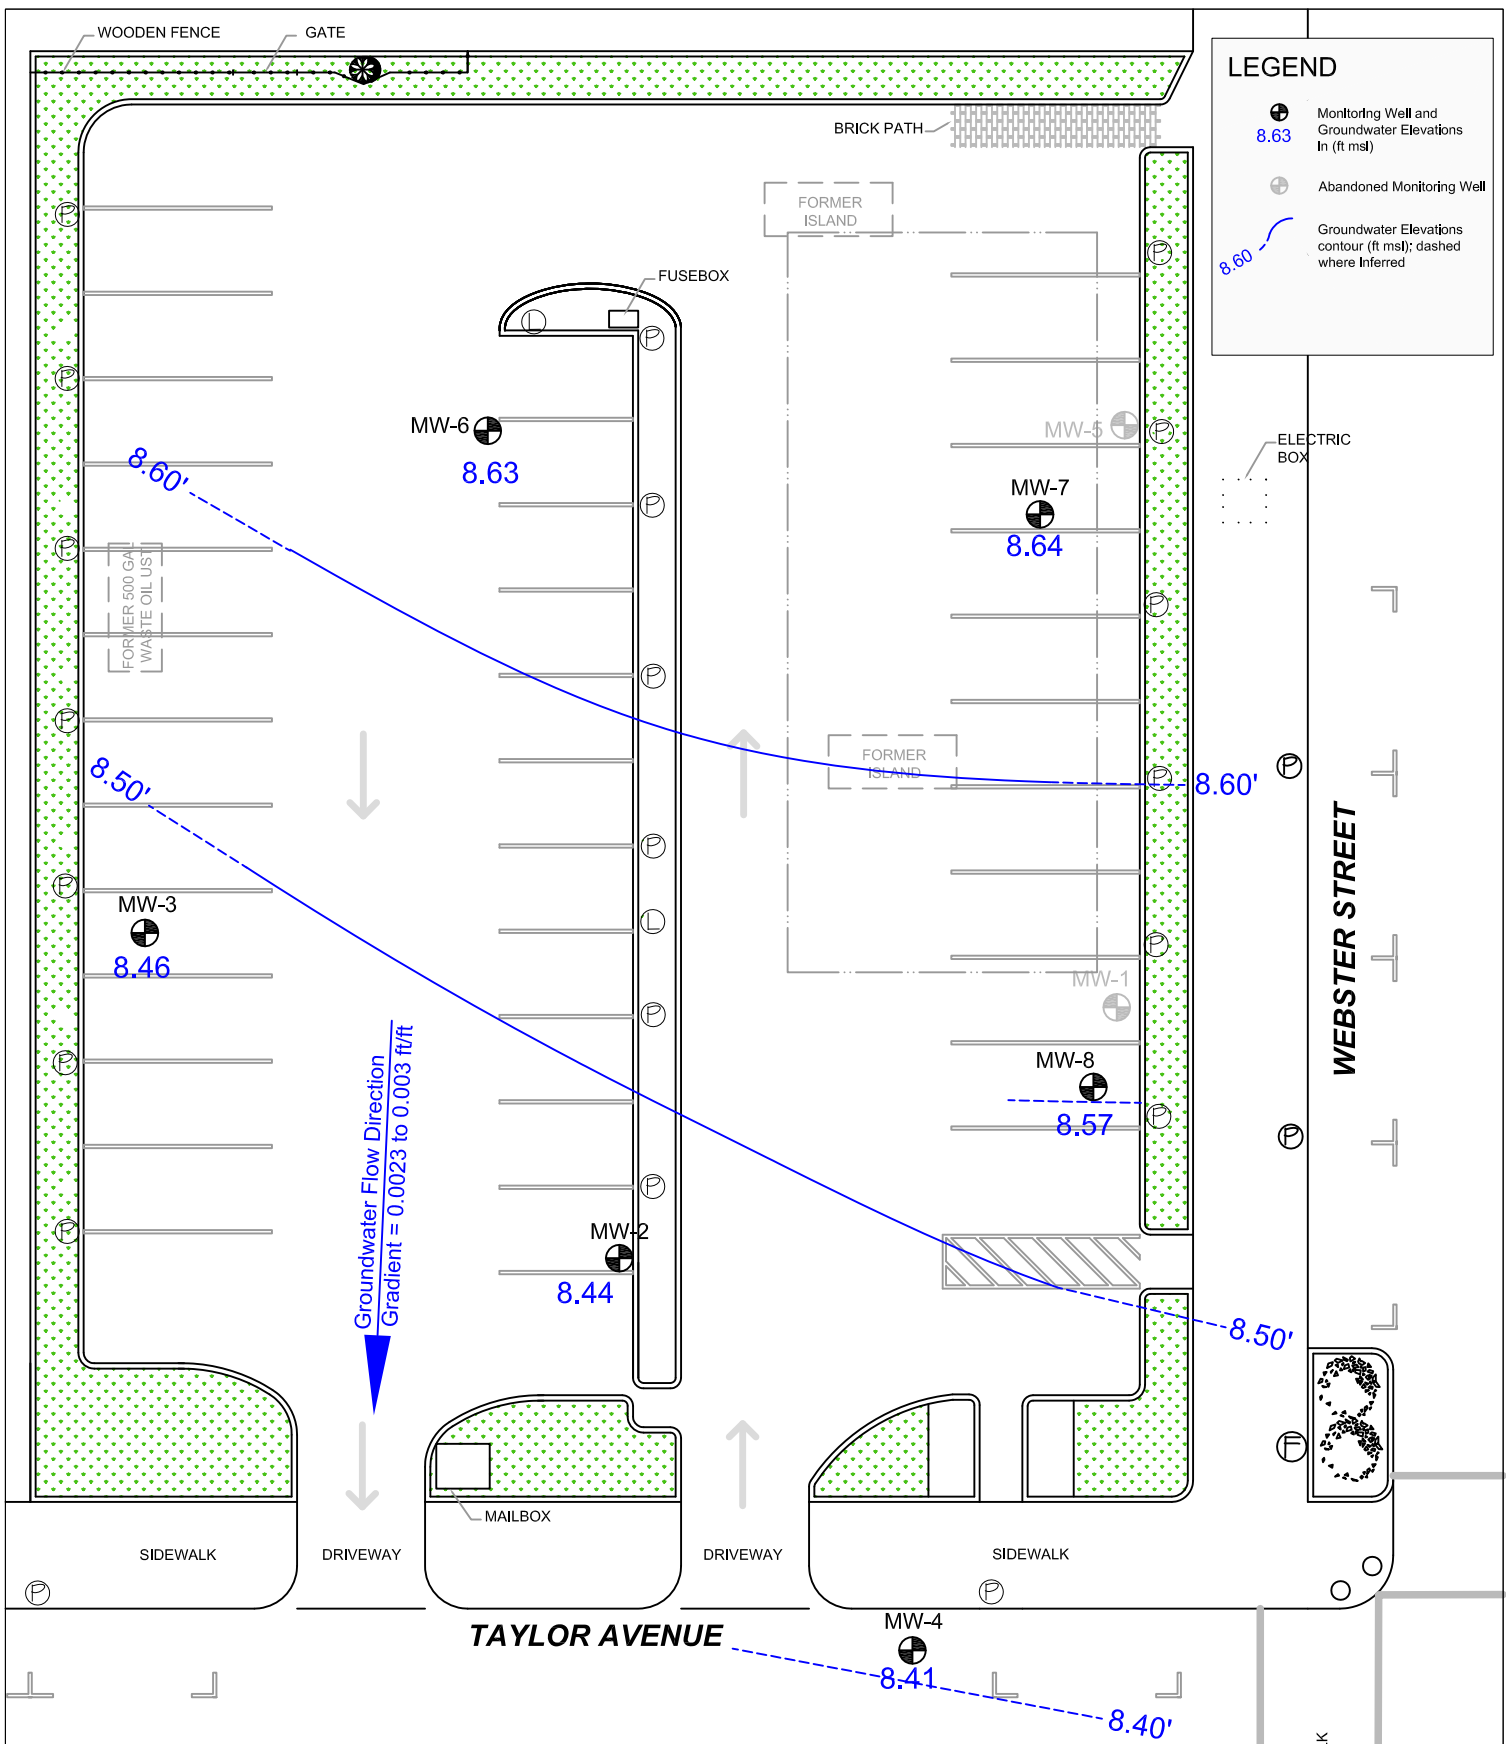 WOODEN FENCE
GATE
LEGEND
8.63
Monitoring Well and
Groundwater Elevations
In (ft msl)
Abandoned Monitoring Well
8.60
Groundwater Elevations
contour (ft msl); dashed
where Inferred
BRICK PATH
FORMER
ISLAND
FUSEBOX
L
P
P
P
P
MW-6
8.63
MW-5
P
ELECTRIC
BOX
8.60'
MW-7
8.64
P
P
FORMER 500 GAL
WASTE OIL UST
P
P
P
FORMER
ISLAND
P
8.60'
P
8.50'
P
WEBSTER STREET
P
MW-3
8.46
L
P
MW-1
P
P
MW-8
8.57
P
P
Groundwater Flow Direction
Gradient = 0.0023 to 0.003 ft/ft
P
P
MW-2
8.44
8.50'
F
MAILBOX
SIDEWALK
DRIVEWAY
DRIVEWAY
SIDEWALK
P
P
TAYLOR AVENUE
MW-4
8.41
8.40'